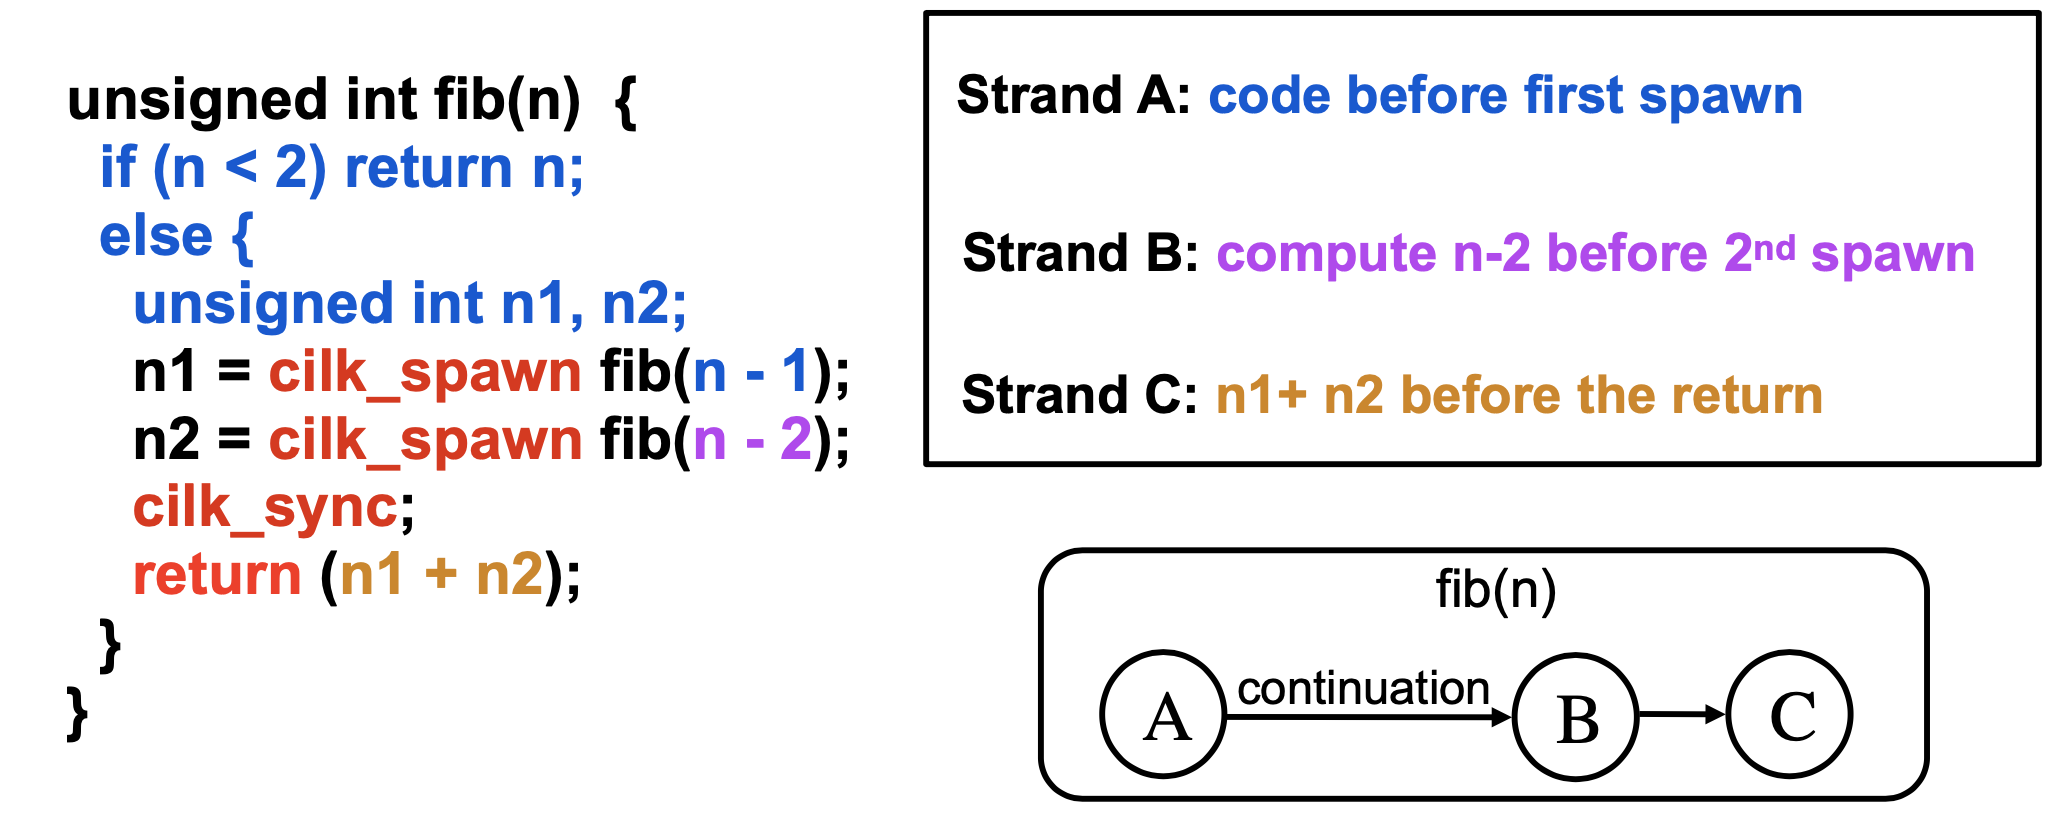 unsigned int fib(n)  {
if (n < 2) return n;
else {
unsigned int n1, n2;
n1 = cilk_spawn fib(n - 1);
n2 = cilk_spawn fib(n - 2);
cilk_sync;
return (n1 + n2);
}
}
Strand A: code before first spawn
Strand B: compute n-2 before 2nd spawn
Strand C: n1+ n2 before the return
fib(n)
A
continuation
B
C